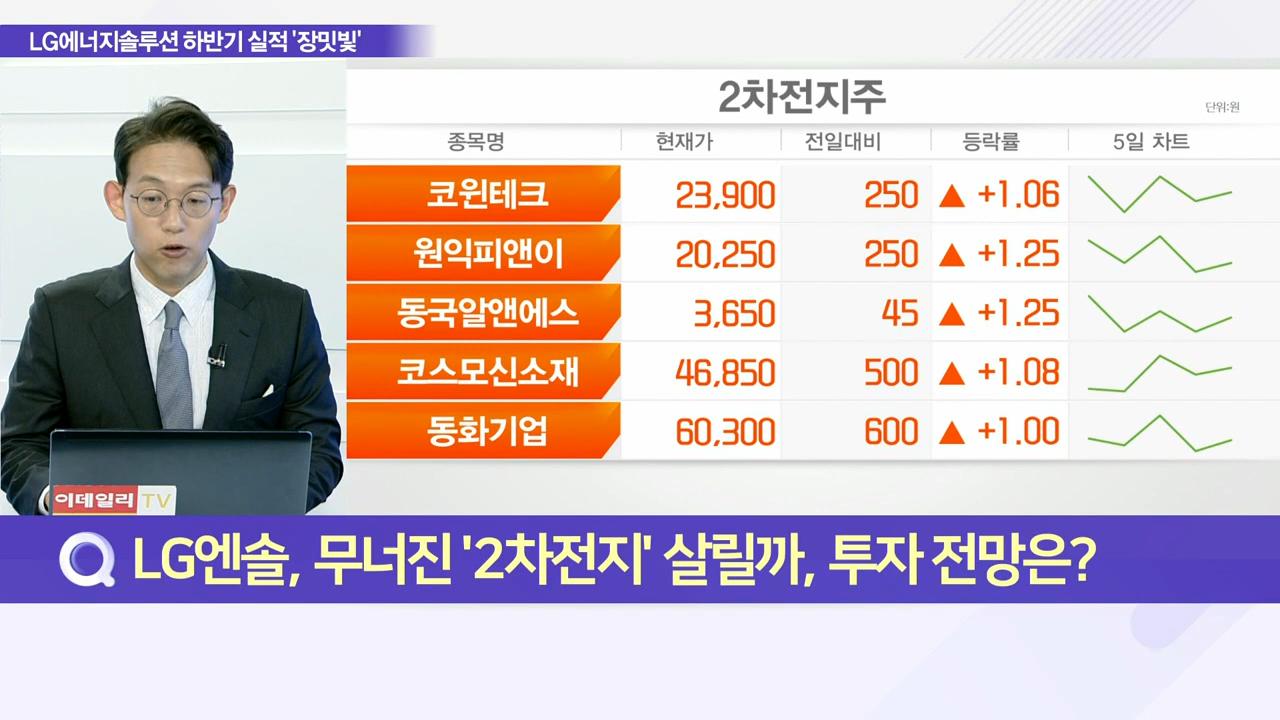 LG에너지솔루션 하반기 실적 '장밋빛'
2차전지주
단위:원
종목명 현재가 전일대비 등락률 5일 차트
코윈테크 23,900 250 ▲ +1.06
원익피앤이 20,250 250 ▲ +1.25
동국알앤에스 3,650 45 ▲ +1.25
코스모신소재 46,850 500 ▲ +1.08
동화기업 60,300 600 ▲ +1.00
이데일리 TV
Q LG엔솔, 무너진 '2차전지' 살릴까, 투자 전망은?